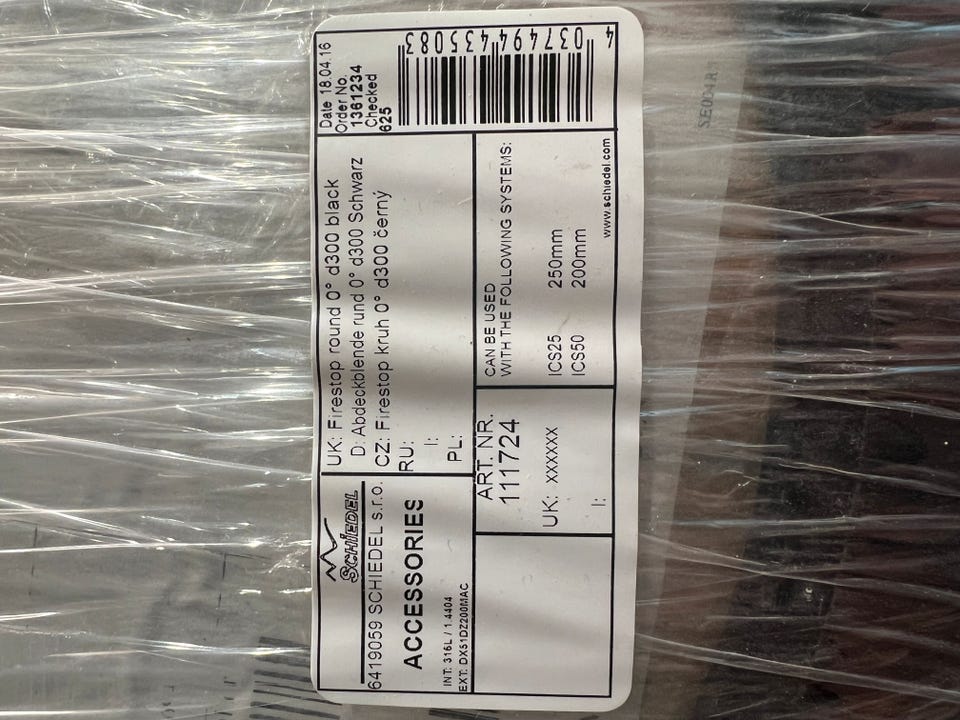 SCHIEDEL
6419059 SCHIEDEL s.r.o.
ACCESSORIES
INT: 316L / 1.4404
EXT: DX51DZ200MAC
UK: Firestop round 0° d300 black
D: Abdeckblende rund 0° d300 Schwarz
CZ: Firestop kruh 0° d300 černý
RU:
I:
PL:
Date 18.04.16
Order No.
1361234
Checked
625
4 037449 435083
ART. NR.
111724
UK: xxxxxx
I:
CAN BE USED
WITH THE FOLLOWING SYSTEMS:
ICS25 250mm
ICS50 200mm
www.schiedel.com